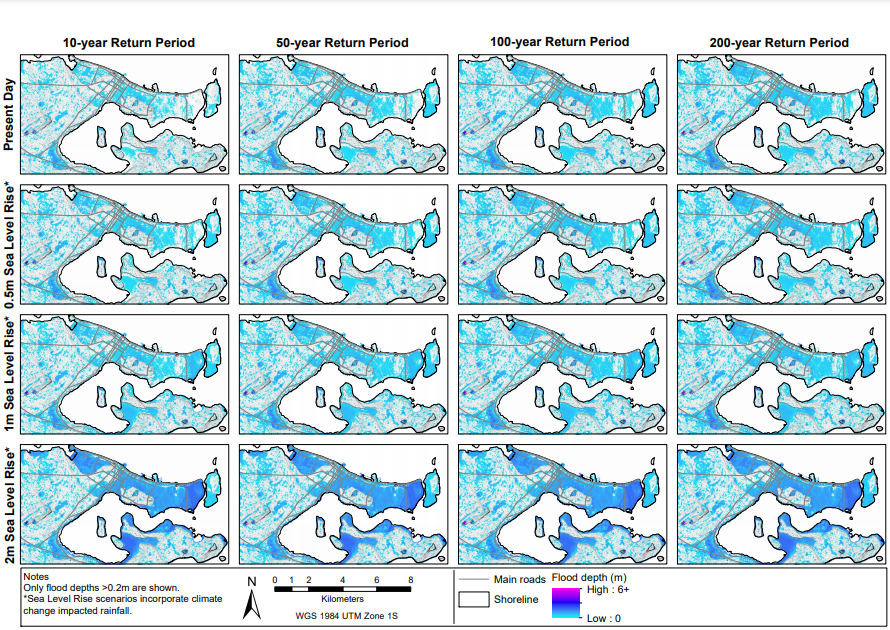 10-year Return Period
50-year Return Period
100-year Return Period
200-year Return Period
Present Day
0.5m Sea Level Rise*
1m Sea Level Rise*
2m Sea Level Rise*
Notes
Only flood depths >0.2m are shown.
*Sea Level Rise scenarios incorporate climate
change impacted rainfall.
N
0 1 2 4 6 8
Kilometers
WGS 1984 UTM Zone 1S
Main roads
Shoreline
Flood depth (m)
High : 6+
Low : 0